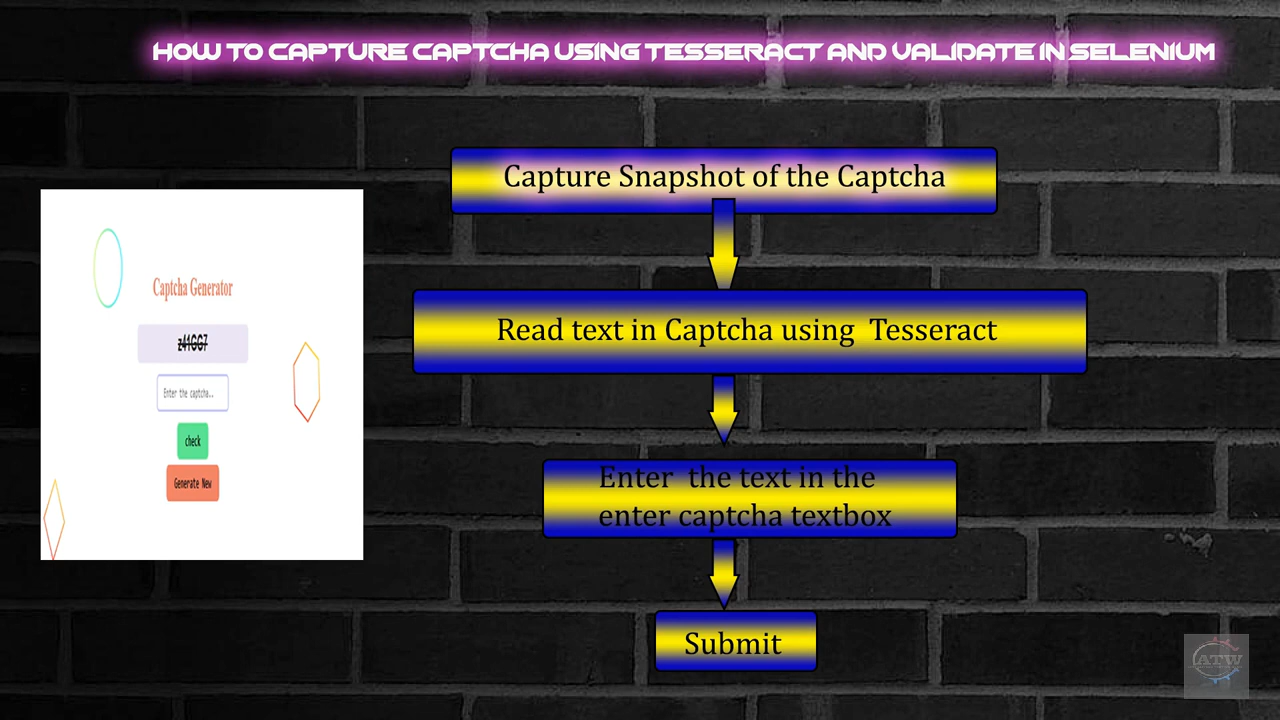 HOW TO CAPTURE CAPTCHA USING TESSERACT AND VALIDATE IN SELENIUM
Capture Snapshot of the Captcha
Read text in Captcha using  Tesseract
Enter  the text in the
enter captcha textbox
Submit
Captcha Generator
z41GG7
Enter the captcha..
check
Generate New
ATW